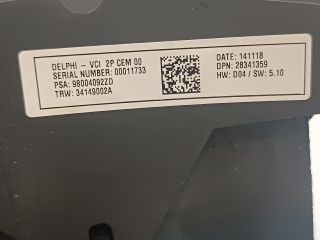 DELPHI - VCI 2P CEM 00
SERIAL NUMBER: 00011733
PSA: 98004092ZD
TRW: 34149002A
DATE: 141118
DPN: 28341359
HW: D04 / SW: 5.10